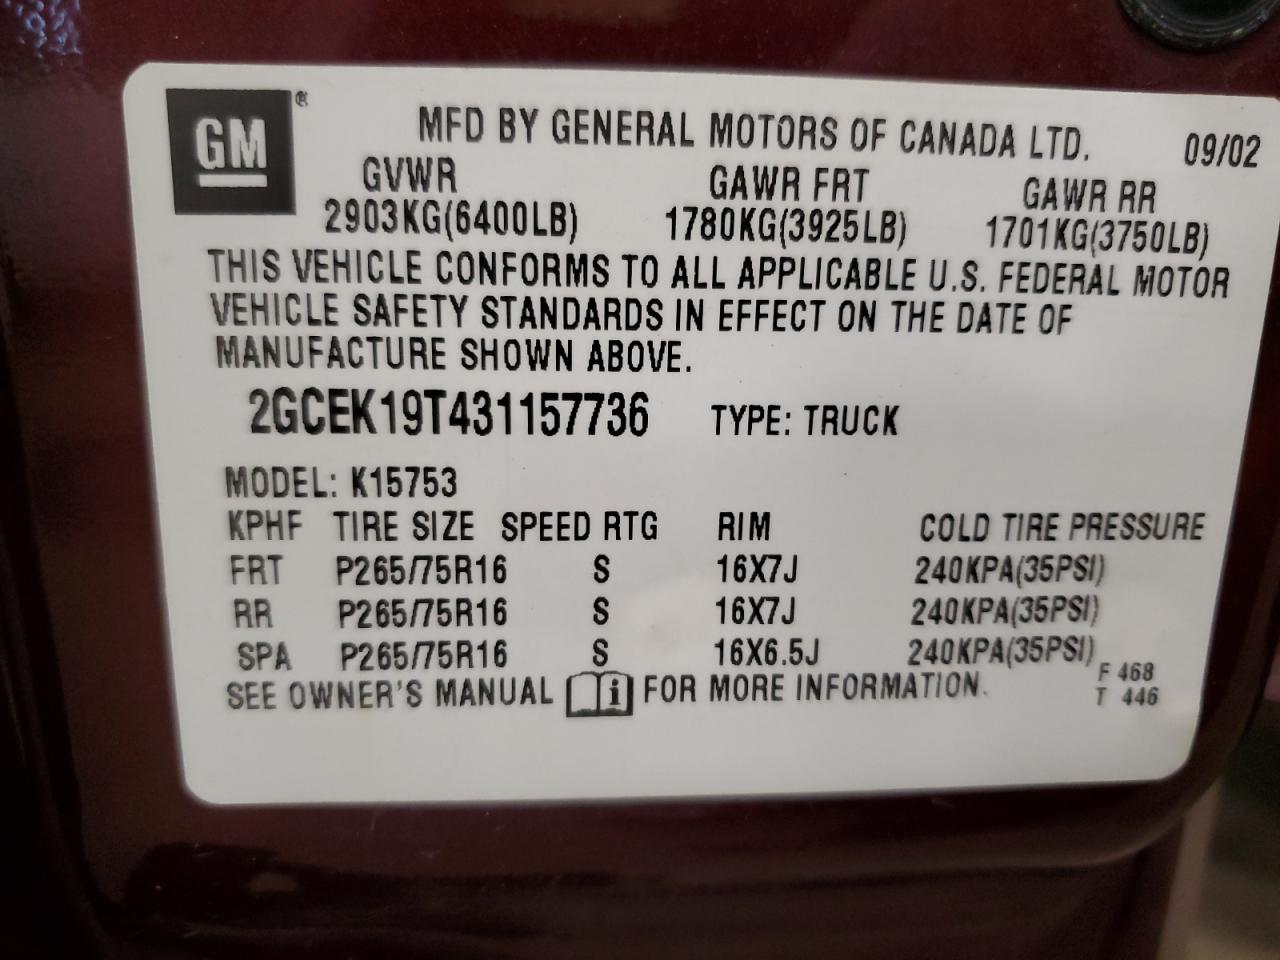 GM ®
MFD BY GENERAL MOTORS OF CANADA LTD. 09/02
GVWR GAWR FRT GAWR RR
2903KG(6400LB) 1780KG(3925LB) 1701KG(3750LB)
THIS VEHICLE CONFORMS TO ALL APPLICABLE U.S. FEDERAL MOTOR
VEHICLE SAFETY STANDARDS IN EFFECT ON THE DATE OF
MANUFACTURE SHOWN ABOVE.
2GCEK19T431157736 TYPE: TRUCK
MODEL: K15753
KPHF TIRE SIZE SPEED RTG RIM COLD TIRE PRESSURE
FRT P265/75R16 S 16X7J 240KPA(35PSI)
RR P265/75R16 S 16X7J 240KPA(35PSI)
SPA P265/75R16 S 16X6.5J 240KPA(35PSI)
SEE OWNER'S MANUAL i FOR MORE INFORMATION.
F 468
T 446